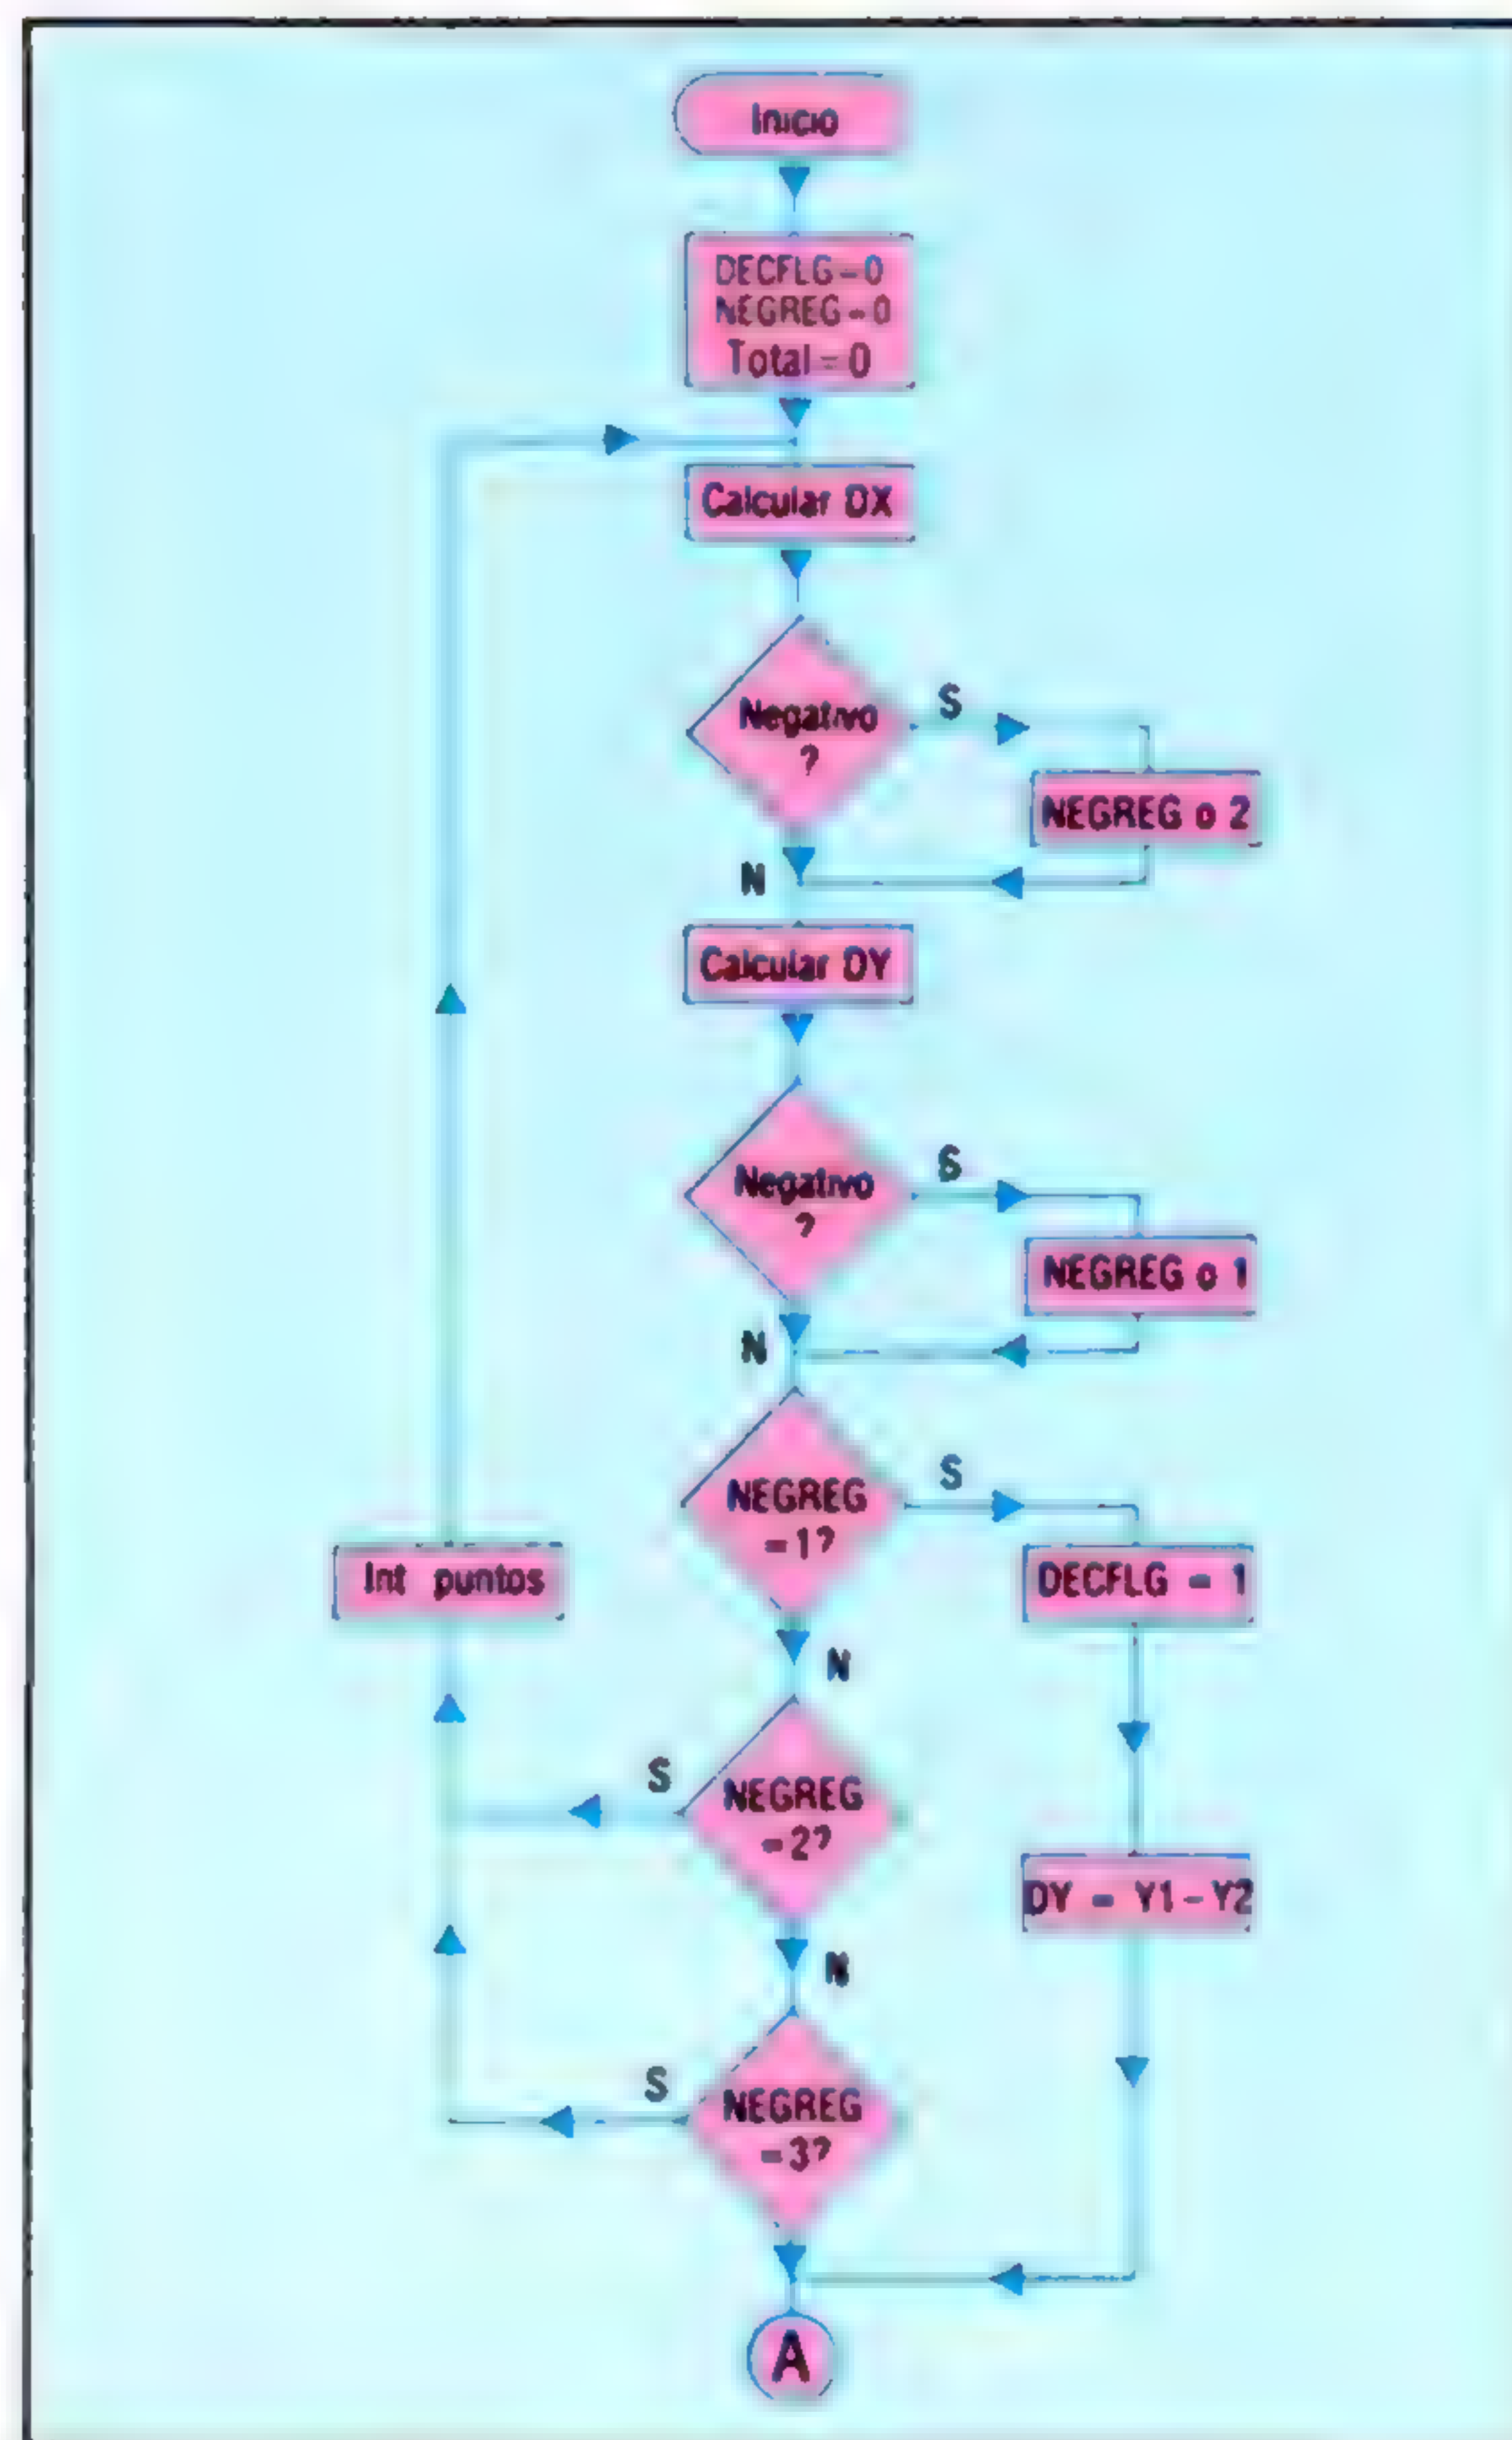 Inicio
DECFLG = 0
NEGREG = 0
Total = 0
Calcular DX
Negativo
?
S
NEGREG o 2
N
Calcular DY
Negativo
?
S
NEGREG o 1
N
NEGREG
=1?
S
Int puntos
DECFLG = 1
N
NEGREG
=2?
S
DY = Y1-Y2
N
NEGREG
=3?
S
A